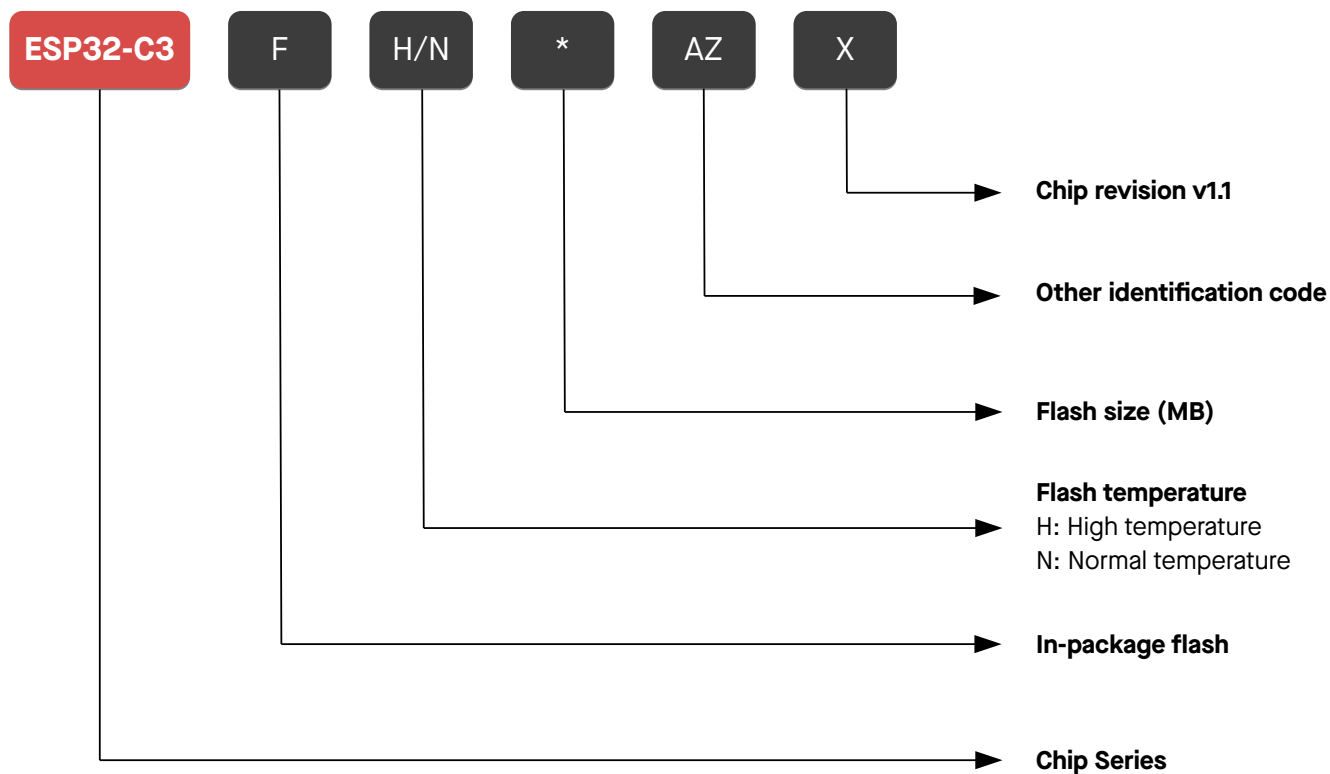 ESP32-C3 F H/N * AZ X
Chip revision v1.1
Other identification code
Flash size (MB)
Flash temperature
H: High temperature
N: Normal temperature
In-package flash
Chip Series